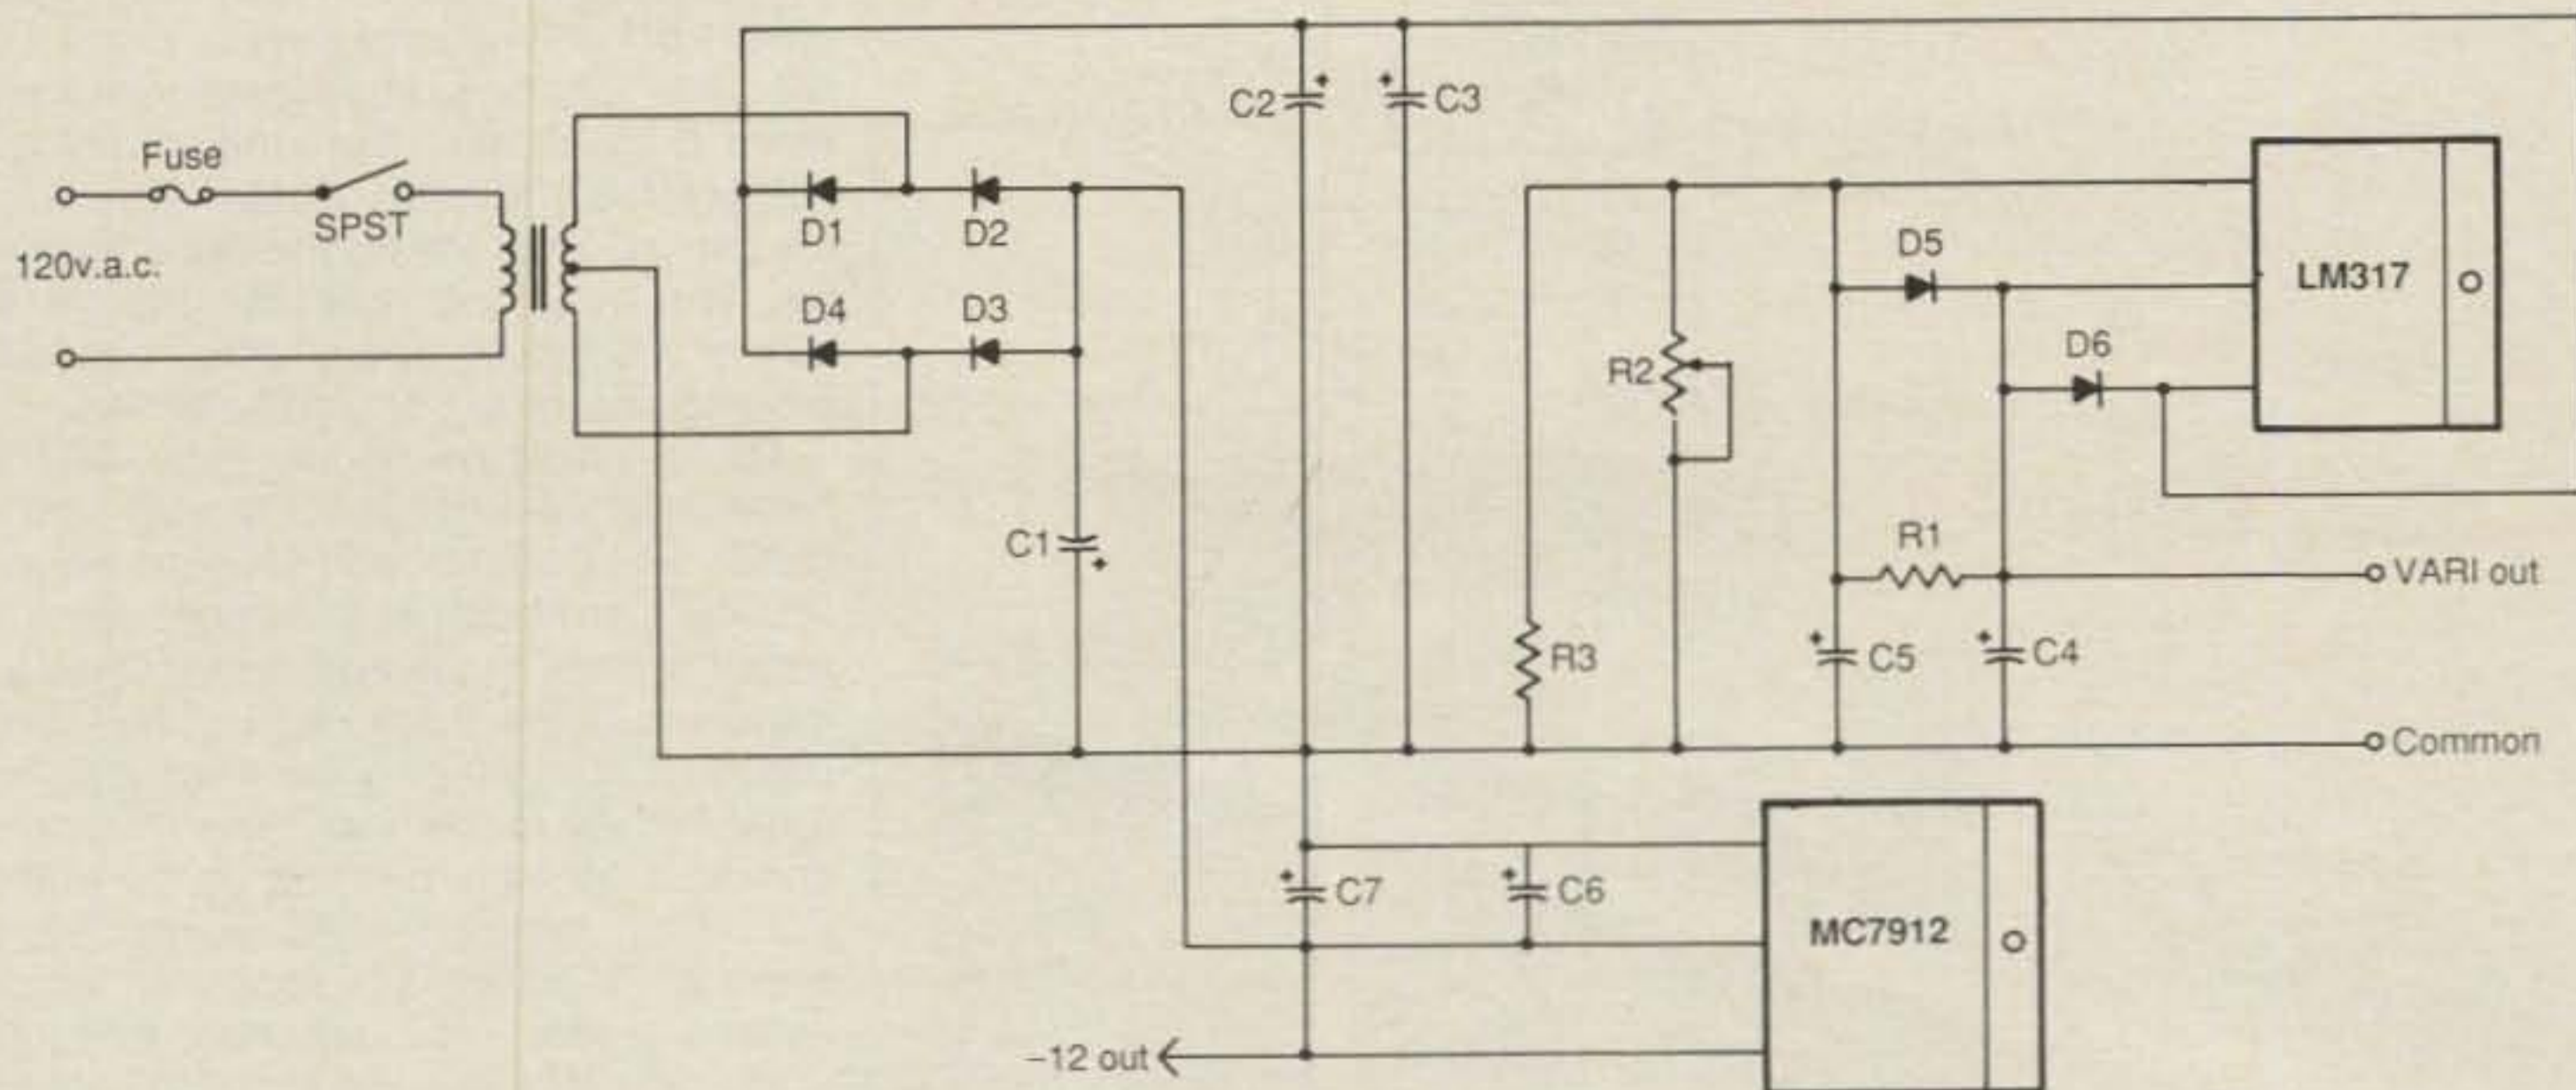 C2
C3
Fuse
SPST
120v.a.c.
D1
D2
D4
D3
D5
LM317
D6
R2
C1
R1
VARI out
R3
C5
C4
Common
C7
C6
MC7912
–12 out